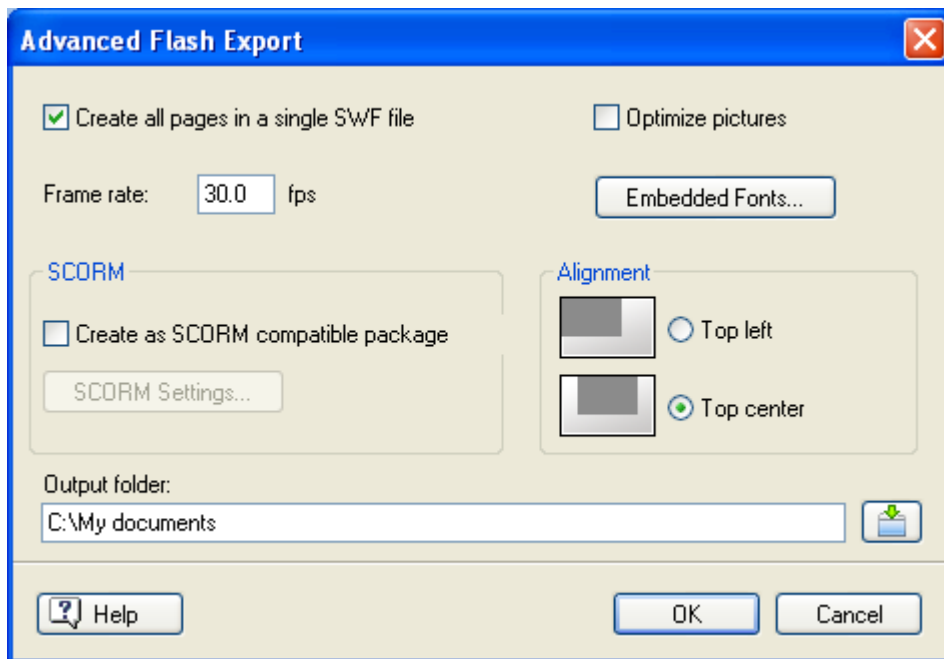 Advanced Flash Export
Create all pages in a single SWF file
Optimize pictures
Frame rate: 30.0 fps
Embedded Fonts...
SCORM
Create as SCORM compatible package
SCORM Settings...
Alignment
Top left
Top center
Output folder:
C:\My documents
Help
OK
Cancel